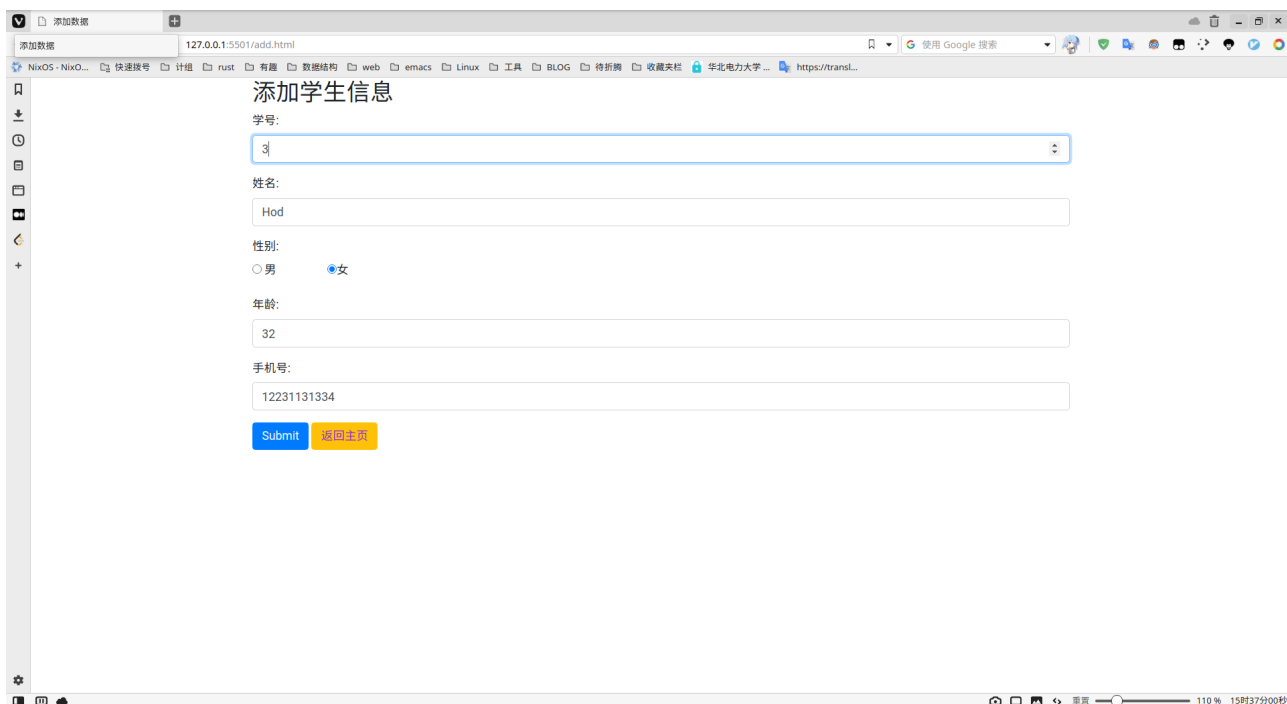 添加数据
添加数据
127.0.0.1:5501/add.html
使用 Google 搜索
NixOS - NixO... 快速拨号 计组 rust 有趣 数据结构 web emacs Linux 工具 BLOG 待折腾 收藏夹栏 华北电力大学 ... https://transl...
添加学生信息
学号:
3
姓名:
Hod
性别:
男 女
年龄:
32
手机号:
12231131334
Submit 返回主页
重置 110 % 15时37分00秒